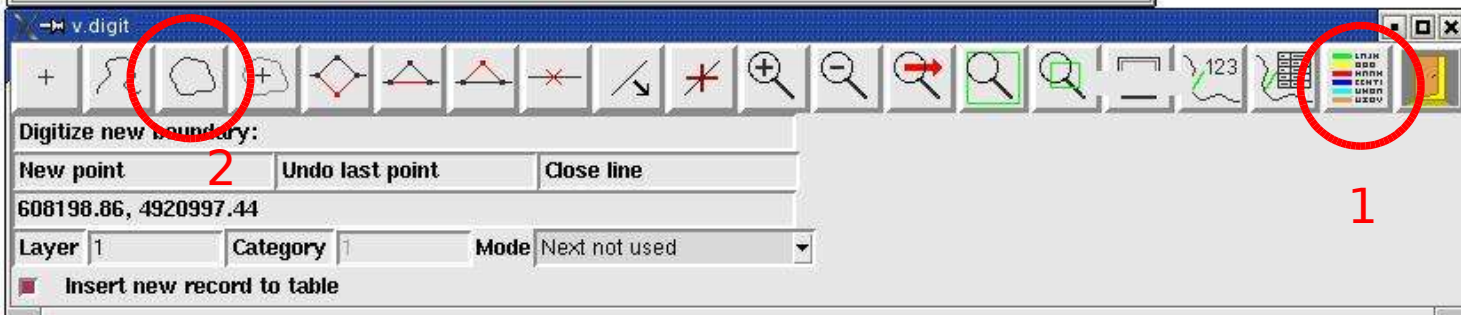 v.digit
123
Digitize new boundary:
2
New point Undo last point Close line
1
608198.86, 4920997.44
Layer 1 Category 1 Mode Next not used
Insert new record to table